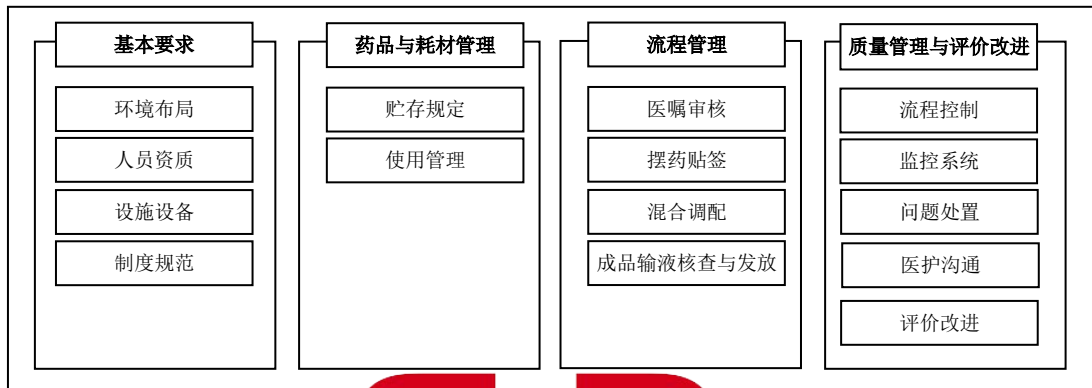 基本要求
环境布局
人员资质
设施设备
制度规范
药品与耗材管理
贮存规定
使用管理
流程管理
医嘱审核
摆药贴签
混合调配
成品输液核查与发放
质量管理与评价改进
流程控制
监控系统
问题处置
医护沟通
评价改进